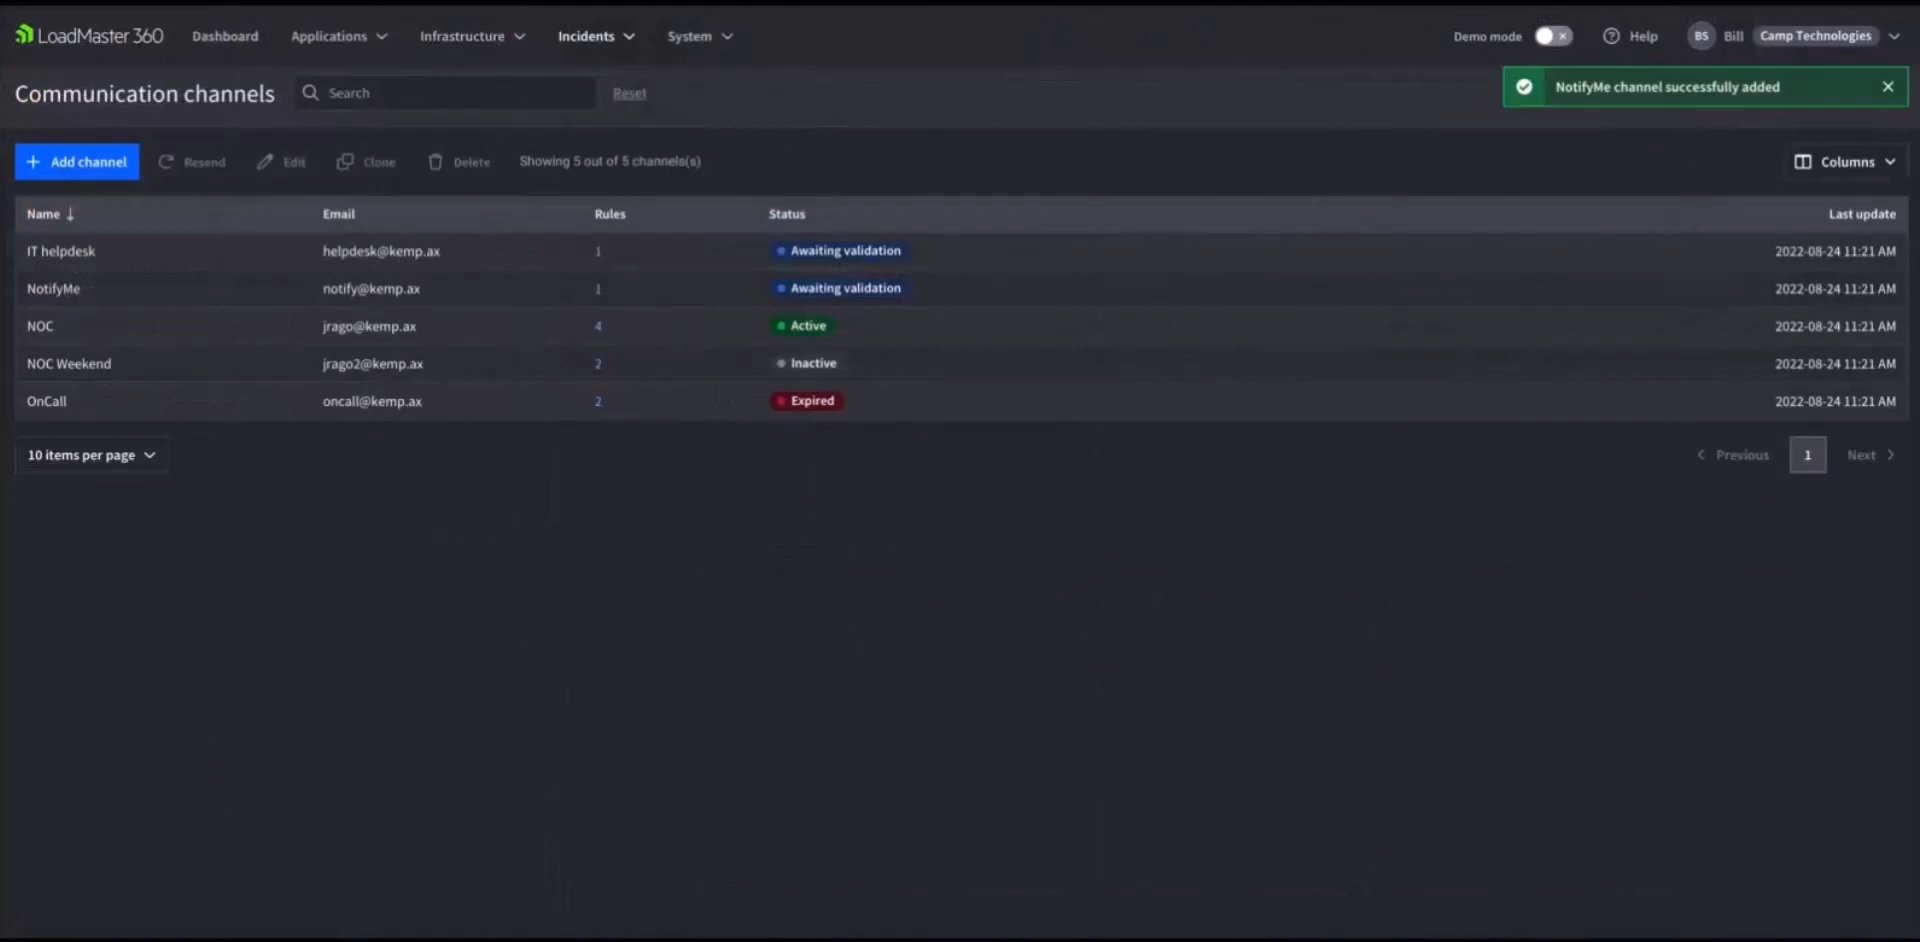 LoadMaster 360 Dashboard Applications Infrastructure Incidents System Demo mode Help BS Bill Camp Technologies
Communication channels Search Reset NotifyMe channel successfully added
Add channel Resend Edit Clone Delete Showing 5 out of 5 channels(s) Columns
Name Email Rules Status Last update
IT helpdesk helpdesk@kemp.ax 1 Awaiting validation 2022-08-24 11:21 AM
NotifyMe notify@kemp.ax 1 Awaiting validation 2022-08-24 11:21 AM
NOC jrago@kemp.ax 4 Active 2022-08-24 11:21 AM
NOC Weekend jrago2@kemp.ax 2 Inactive 2022-08-24 11:21 AM
OnCall oncall@kemp.ax 2 Expired 2022-08-24 11:21 AM
10 items per page Previous 1 Next